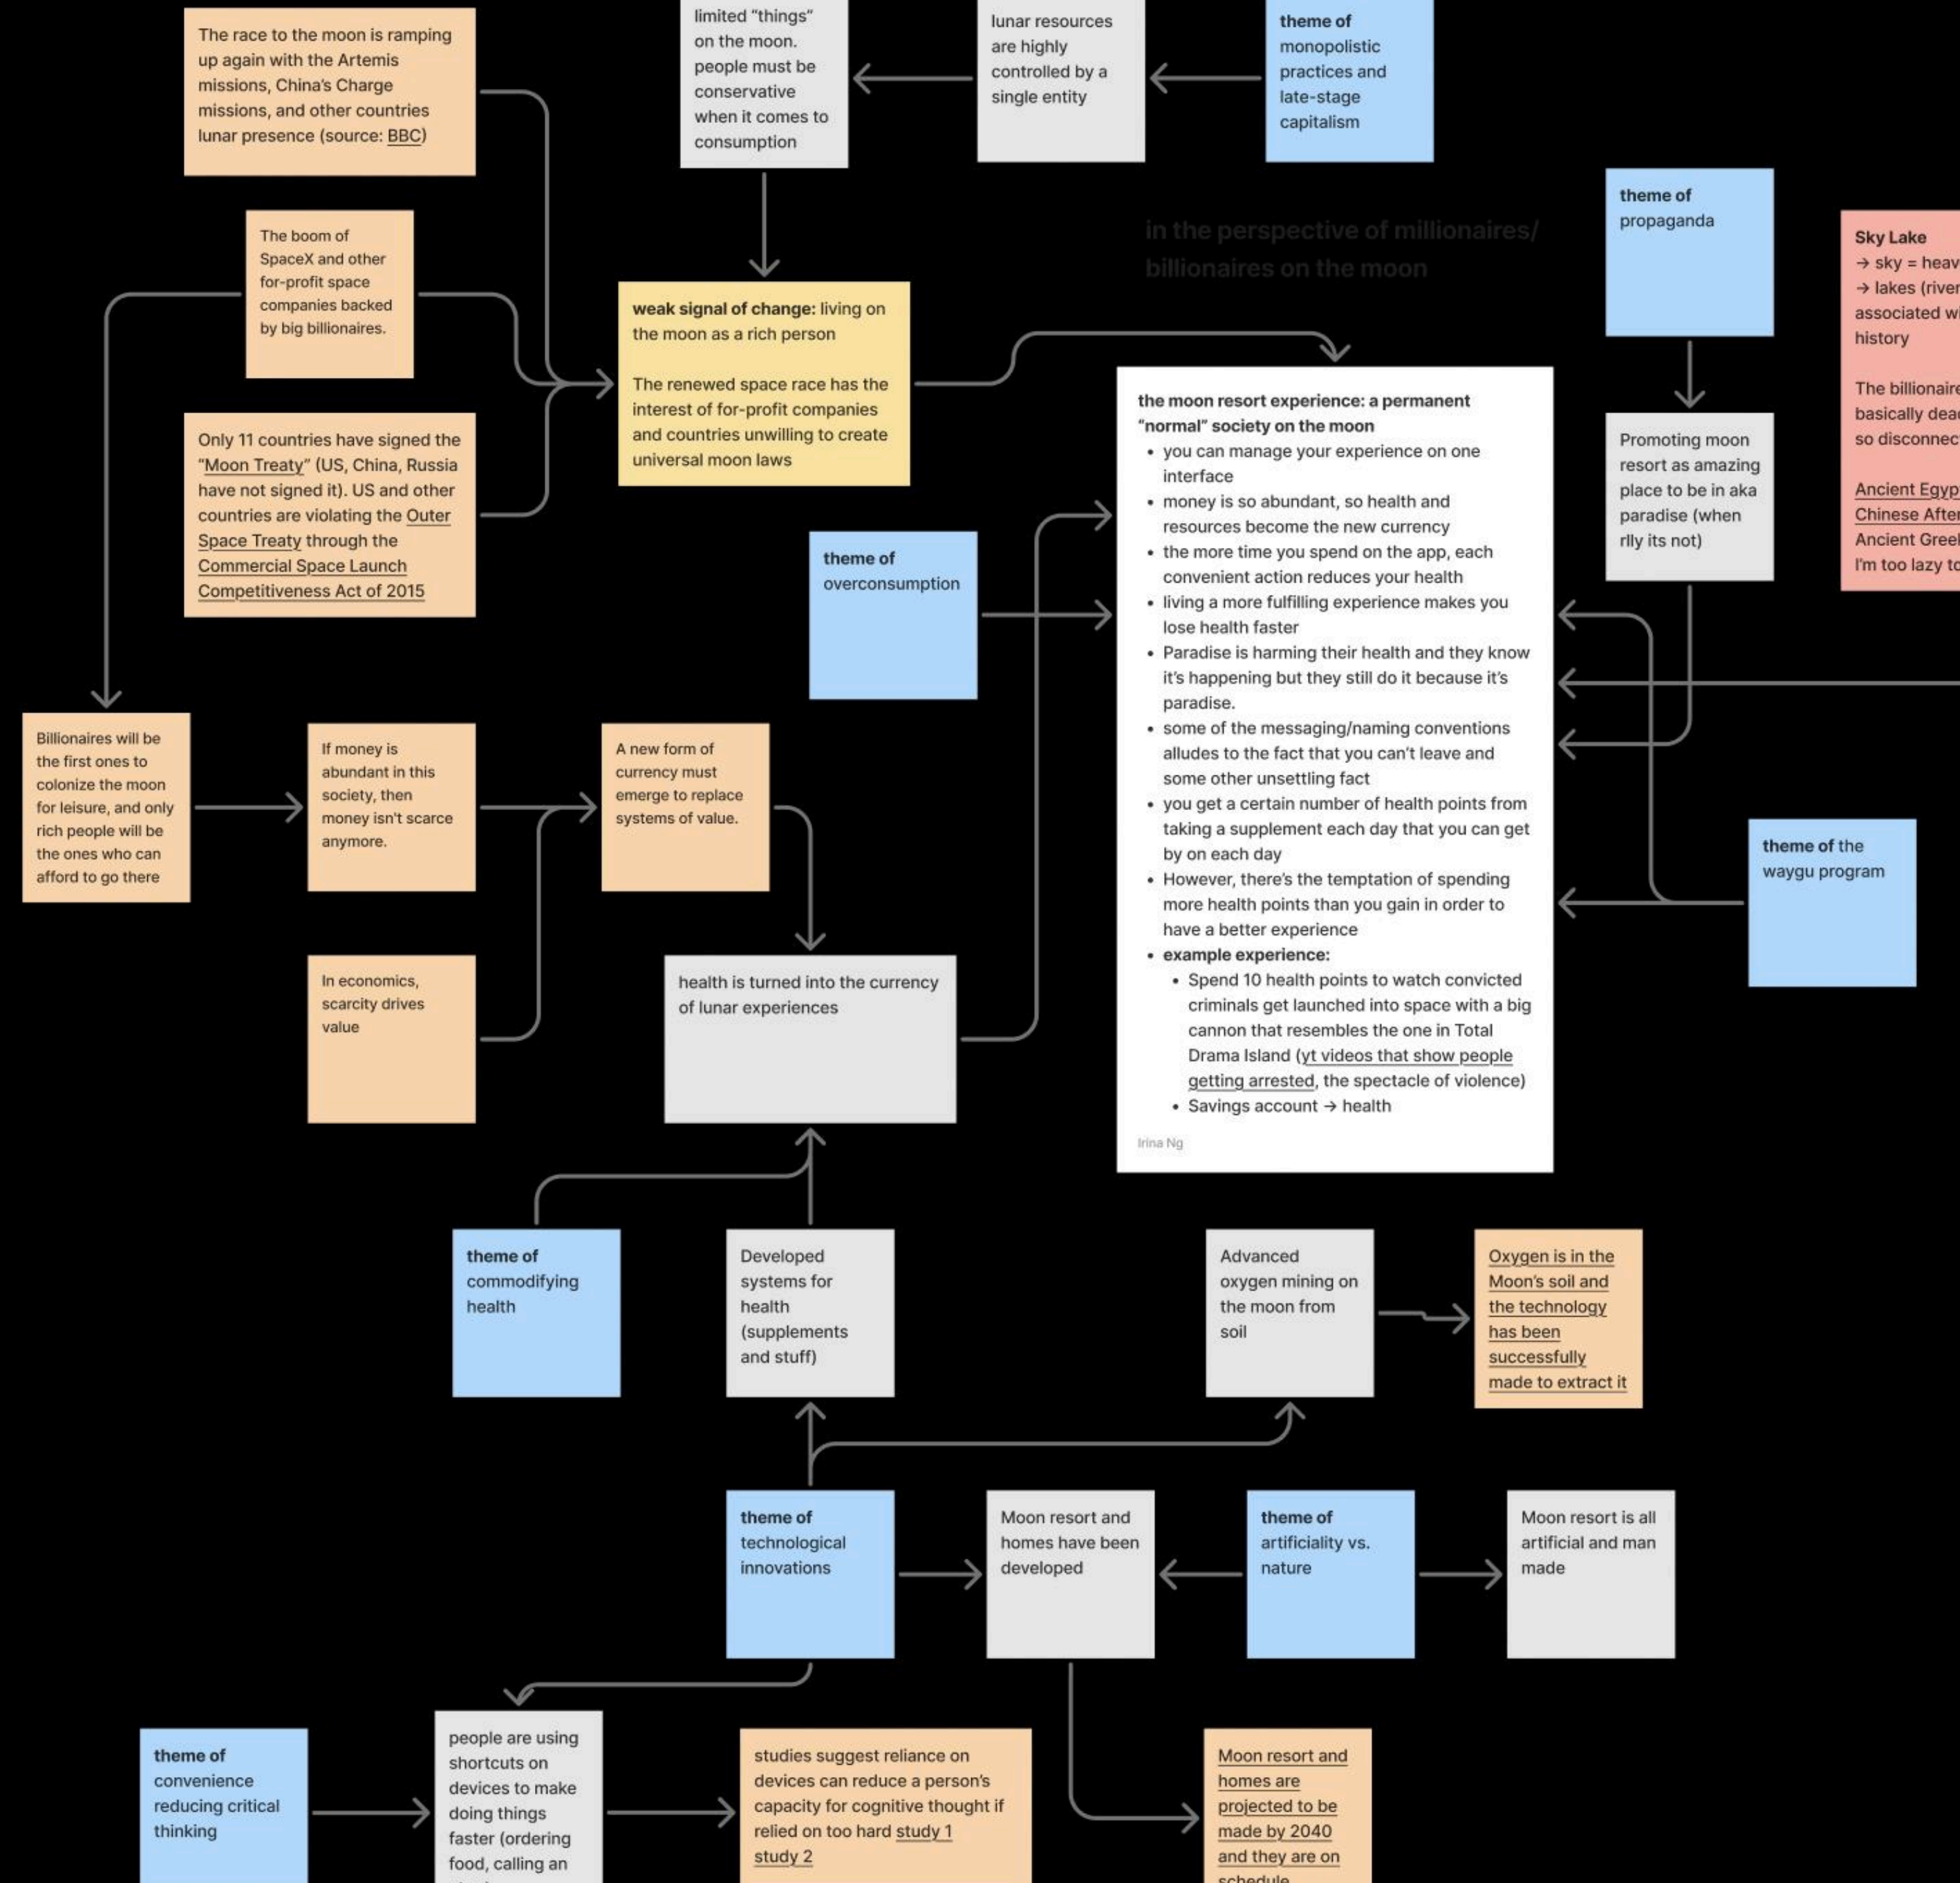 The race to the moon is ramping
up again with the Artemis
missions, China's Charge
missions, and other countries
lunar presence (source: BBC)
limited "things"
on the moon.
people must be
conservative
when it comes to
consumption
lunar resources
are highly
controlled by a
single entity
theme of
monopolistic
practices and
late-stage
capitalism
The boom of
SpaceX and other
for-profit space
companies backed
by big billionaires.
in the perspective of millionaires/
billionaires on the moon
theme of
propaganda
Sky Lake
→ sky = heav
→ lakes (river
associated wi
history
The billionaire
basically dead
so disconnec
Ancient Egyp
Chinese After
Ancient Greek
I'm too lazy to
weak signal of change: living on
the moon as a rich person
The renewed space race has the
interest of for-profit companies
and countries unwilling to create
universal moon laws
Only 11 countries have signed the
"Moon Treaty" (US, China, Russia
have not signed it). US and other
countries are violating the Outer
Space Treaty through the
Commercial Space Launch
Competitiveness Act of 2015
theme of
overconsumption
the moon resort experience: a permanent
"normal" society on the moon
• you can manage your experience on one
interface
• money is so abundant, so health and
resources become the new currency
• the more time you spend on the app, each
convenient action reduces your health
• living a more fulfilling experience makes you
lose health faster
• Paradise is harming their health and they know
it's happening but they still do it because it's
paradise.
• some of the messaging/naming conventions
alludes to the fact that you can't leave and
some other unsettling fact
• you get a certain number of health points from
taking a supplement each day that you can get
by on each day
• However, there's the temptation of spending
more health points than you gain in order to
have a better experience
• example experience:
• Spend 10 health points to watch convicted
criminals get launched into space with a big
cannon that resembles the one in Total
Drama Island (yt videos that show people
getting arrested, the spectacle of violence)
• Savings account → health
Irina Ng
Promoting moon
resort as amazing
place to be in aka
paradise (when
rlly its not)
theme of the
waygu program
Billionaires will be
the first ones to
colonize the moon
for leisure, and only
rich people will be
the ones who can
afford to go there
If money is
abundant in this
society, then
money isn't scarce
anymore.
A new form of
currency must
emerge to replace
systems of value.
In economics,
scarcity drives
value
health is turned into the currency
of lunar experiences
theme of
commodifying
health
Developed
systems for
health
(supplements
and stuff)
Advanced
oxygen mining on
the moon from
soil
Oxygen is in the
Moon's soil and
the technology
has been
successfully
made to extract it
theme of
technological
innovations
Moon resort and
homes have been
developed
theme of
artificiality vs.
nature
Moon resort is all
artificial and man
made
theme of
convenience
reducing critical
thinking
people are using
shortcuts on
devices to make
doing things
faster (ordering
food, calling an
studies suggest reliance on
devices can reduce a person's
capacity for cognitive thought if
relied on too hard study 1
study 2
Moon resort and
homes are
projected to be
made by 2040
and they are on
schedule